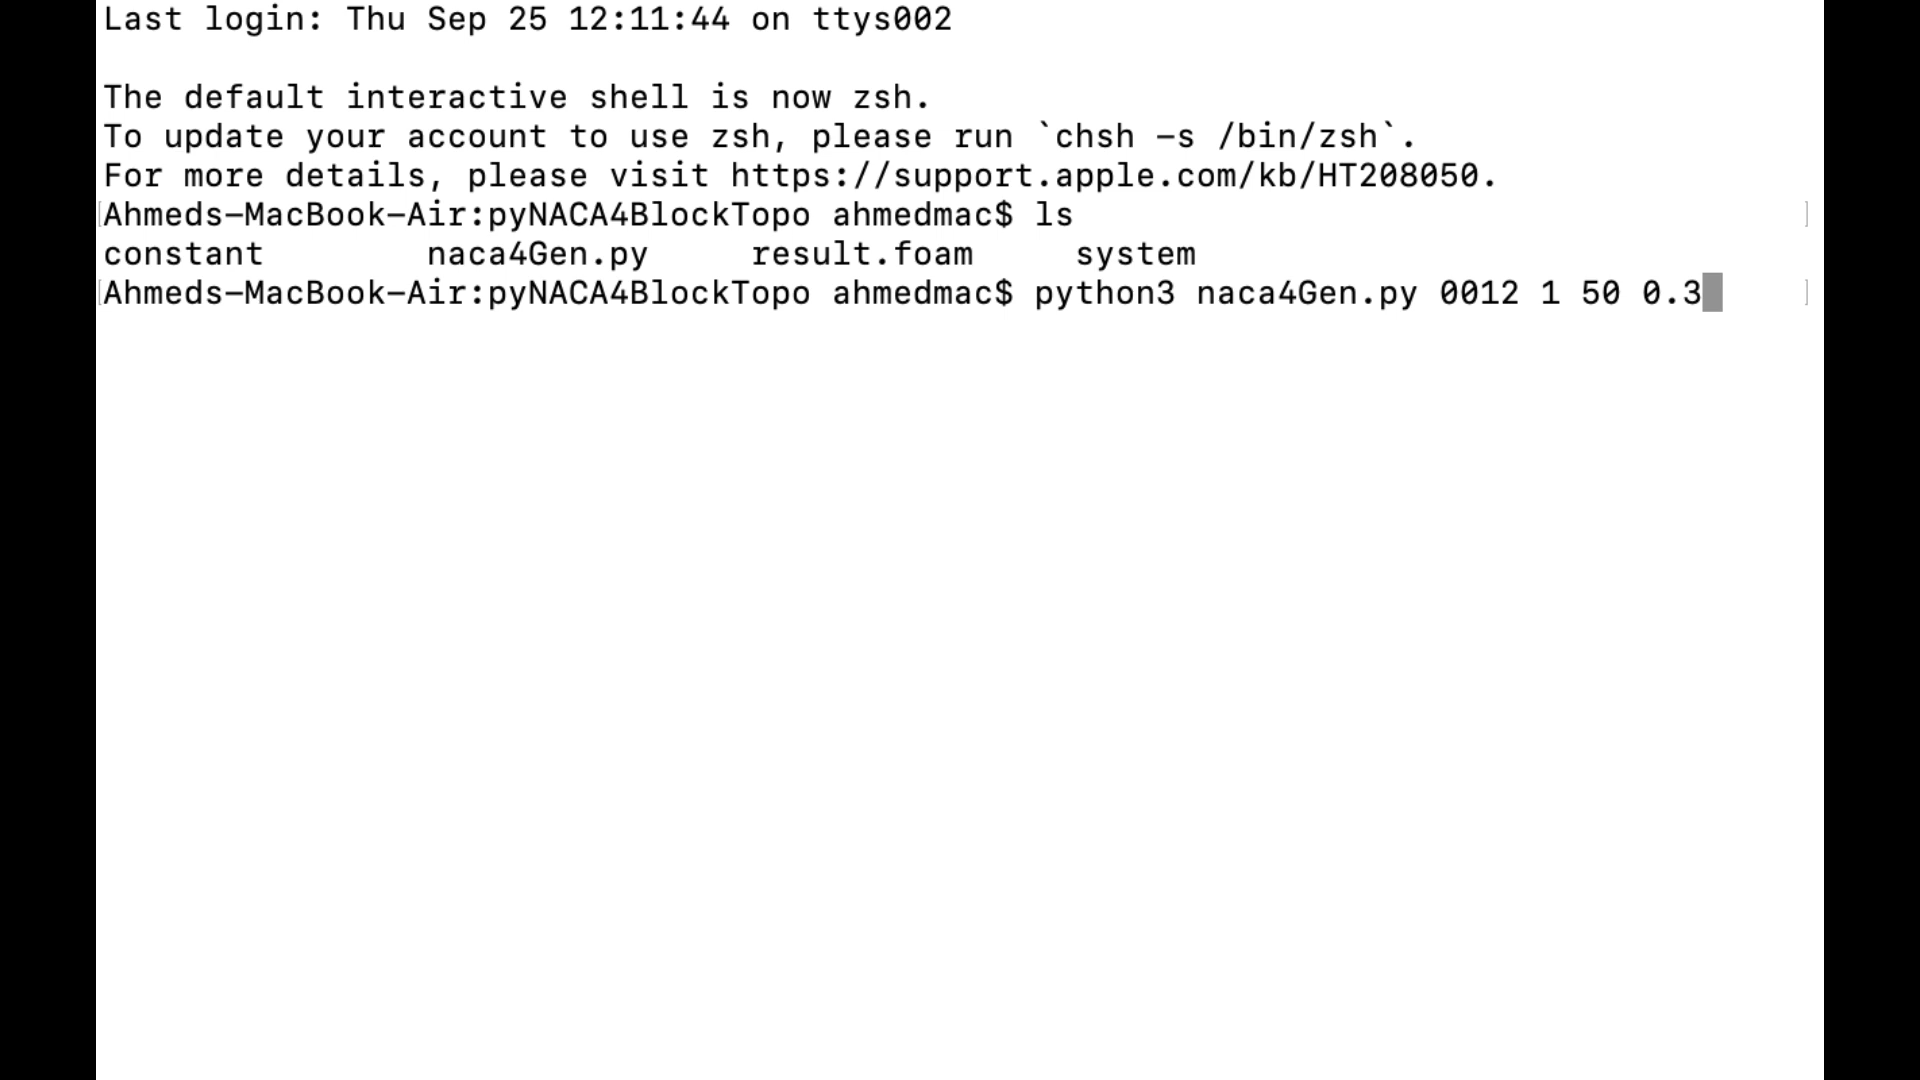 Last login: Thu Sep 25 12:11:44 on ttys002
The default interactive shell is now zsh.
To update your account to use zsh, please run `chsh -s /bin/zsh`.
For more details, please visit https://support.apple.com/kb/HT208050.
[Ahmeds-MacBook-Air:pyNACA4BlockTopo ahmedmac$ ls ]
constant naca4Gen.py result.foam system
[Ahmeds-MacBook-Air:pyNACA4BlockTopo ahmedmac$ python3 naca4Gen.py 0012 1 50 0.3 ]